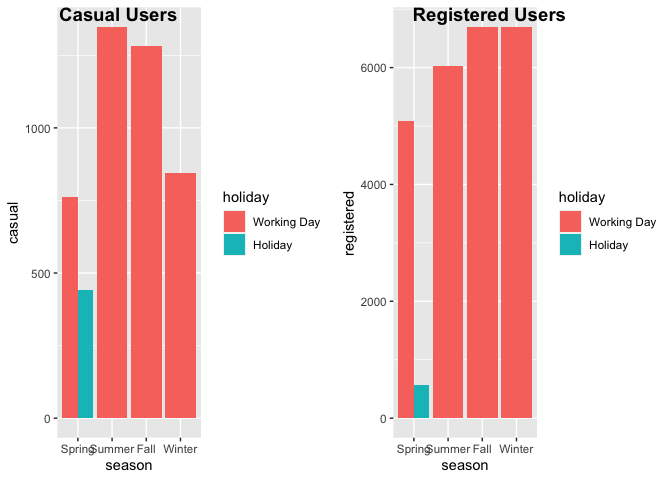 Casual Users
casual
1000
500
0
Spring Summer Fall Winter
season
holiday
Working Day
Holiday
Registered Users
registered
6000
4000
2000
0
Spring Summer Fall Winter
season
holiday
Working Day
Holiday